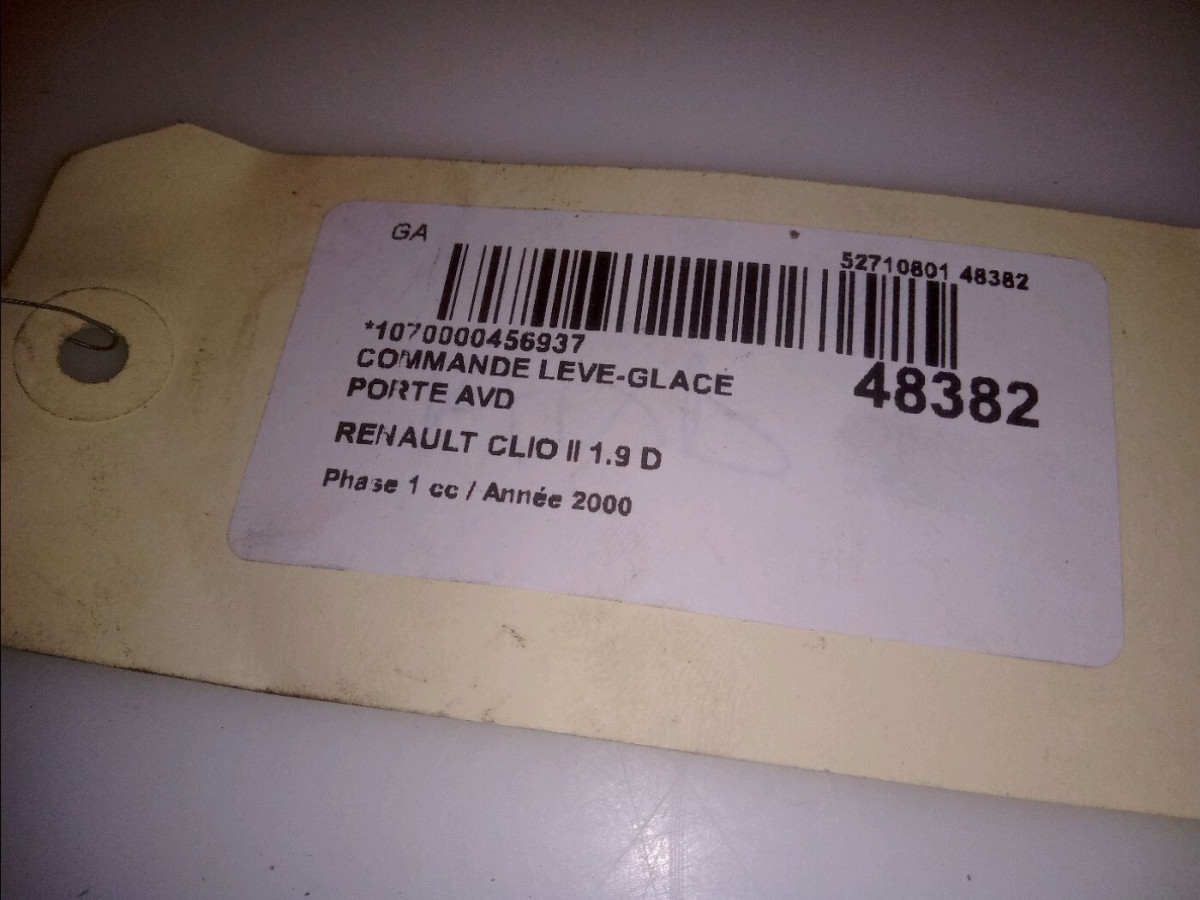 GA
52710801 48382
*1070000456937
COMMANDE LEVE-GLACE
PORTE AVD
48382
RENAULT CLIO II 1.9 D
Phase 1 cc / Année 2000